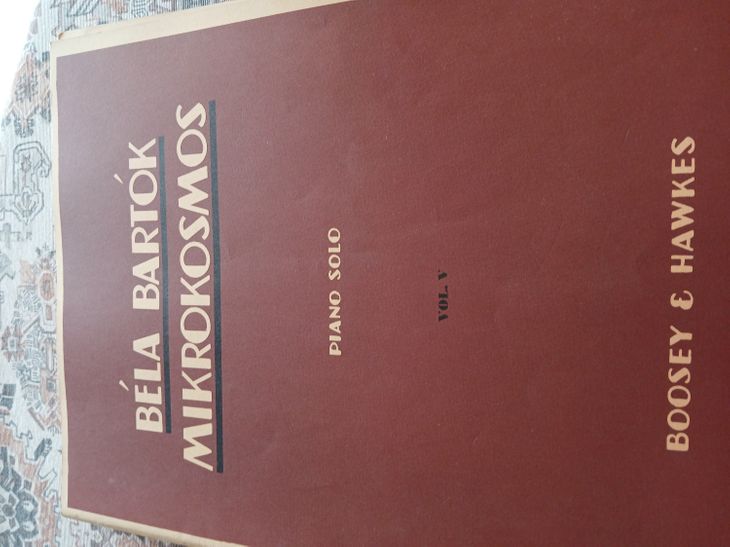 BÉLA BARTÓK
MIKROKOSMOS
PIANO SOLO
VOL. V
BOOSEY & HAWKES